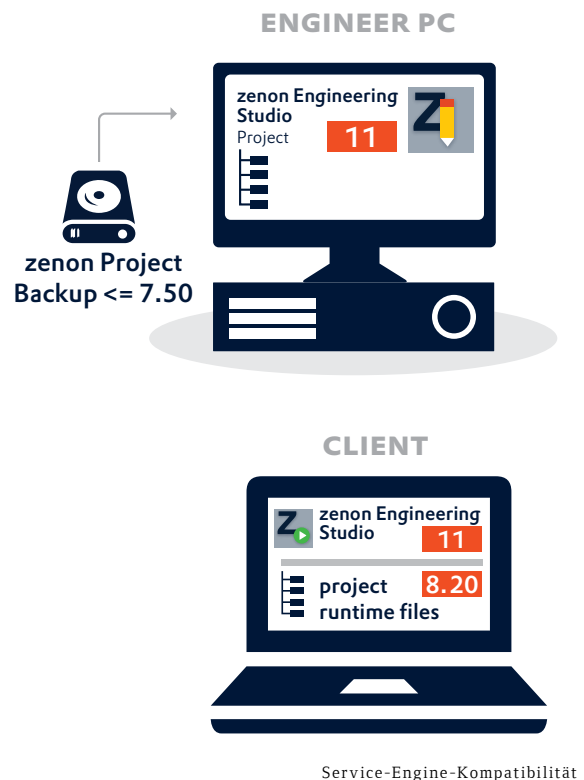 ENGINEER PC
zenon Engineering
Studio
Project
11
zenon Project
Backup <= 7.50
CLIENT
zenon Engineering
Studio
11
project
8.20
runtime files
Service-Engine-Kompatibilität